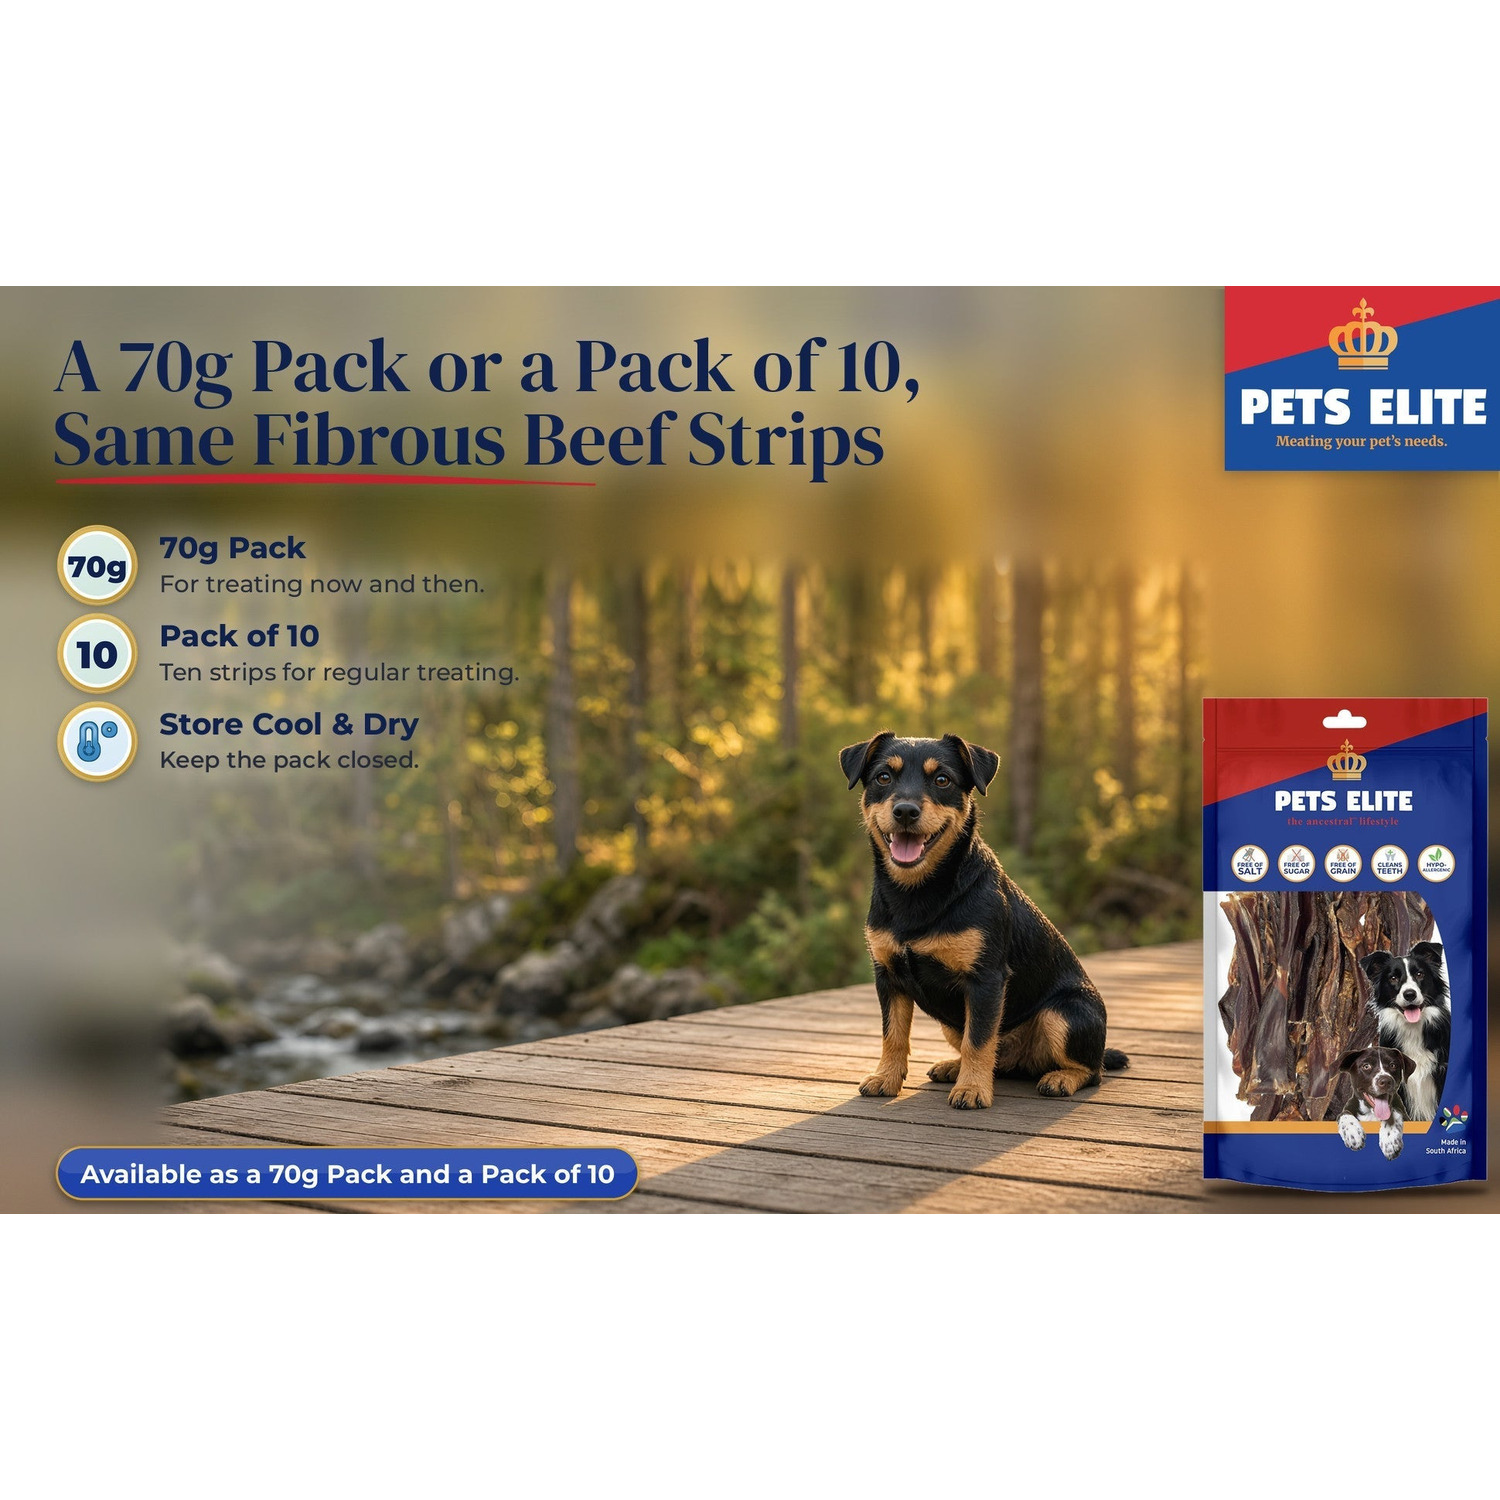 A 70g Pack or a Pack of 10,
Same Fibrous Beef Strips
PETS ELITE
Meating your pet's needs.
70g
70g Pack
For treating now and then.
10
Pack of 10
Ten strips for regular treating.
Store Cool & Dry
Keep the pack closed.
PETS ELITE
the ancestral™ lifestyle
FREE OF
SALT
FREE OF
SUGAR
FREE OF
GRAIN
CLEANS
TEETH
HYPO-
ALLERGENIC
Made in
South Africa
Available as a 70g Pack and a Pack of 10